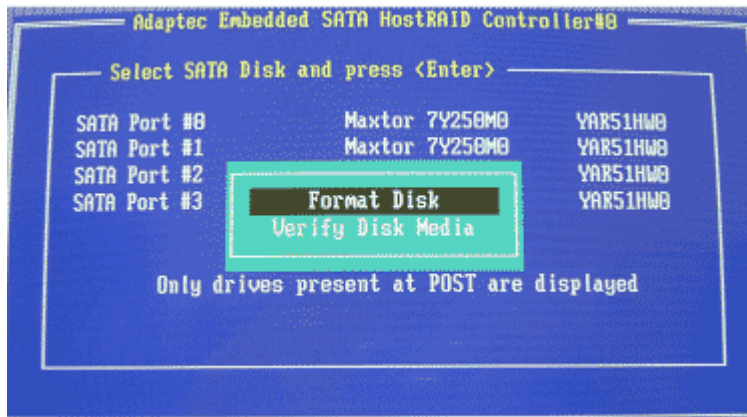 Adaptec Embedded SATA HostRAID Controller#0
Select SATA Disk and press <Enter>
SATA Port #0 Maxtor 7Y250M0 YAR51HW0
SATA Port #1 Maxtor 7Y250M0 YAR51HW0
SATA Port #2 YAR51HW0
SATA Port #3 YAR51HW0
Format Disk
Verify Disk Media
Only drives present at POST are displayed